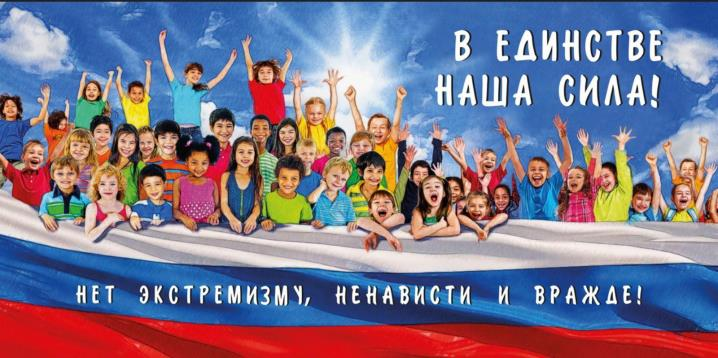 В ЕДИНСТВЕ
НАША СИЛА!
НЕТ ЭКСТРЕМИЗМУ, НЕНАВИСТИ И ВРАЖДЕ!